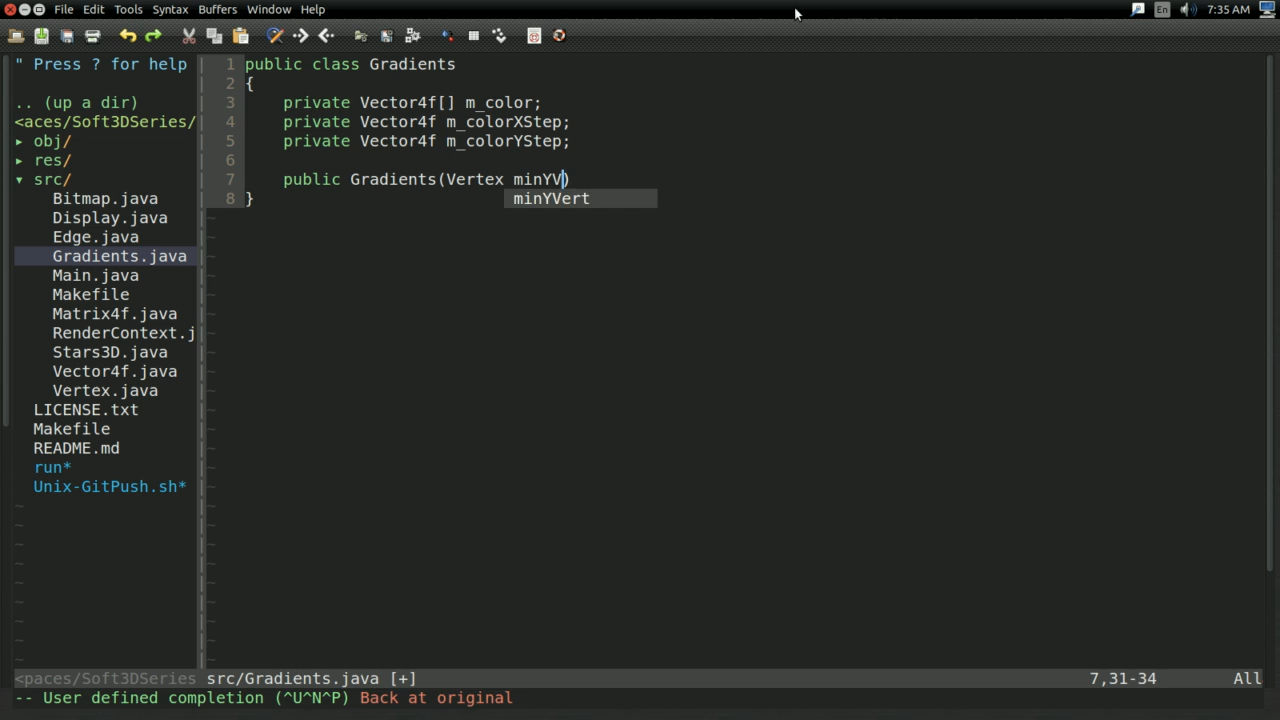 File Edit Tools Syntax Buffers Window Help
En 7:35 AM
" Press ? for help
.. (up a dir)
<aces/Soft3DSeries/
▸ obj/
▸ res/
▾ src/
Bitmap.java
Display.java
Edge.java
Gradients.java
Main.java
Makefile
Matrix4f.java
RenderContext.j
Stars3D.java
Vector4f.java
Vertex.java
LICENSE.txt
Makefile
README.md
run*
Unix-GitPush.sh*
1 public class Gradients
2 {
3 private Vector4f[] m_color;
4 private Vector4f m_colorXStep;
5 private Vector4f m_colorYStep;
6
7 public Gradients(Vertex minYV)
minYVert
8 }
<paces/Soft3DSeries src/Gradients.java [+] 7,31-34 All
-- User defined completion (^U^N^P) Back at original